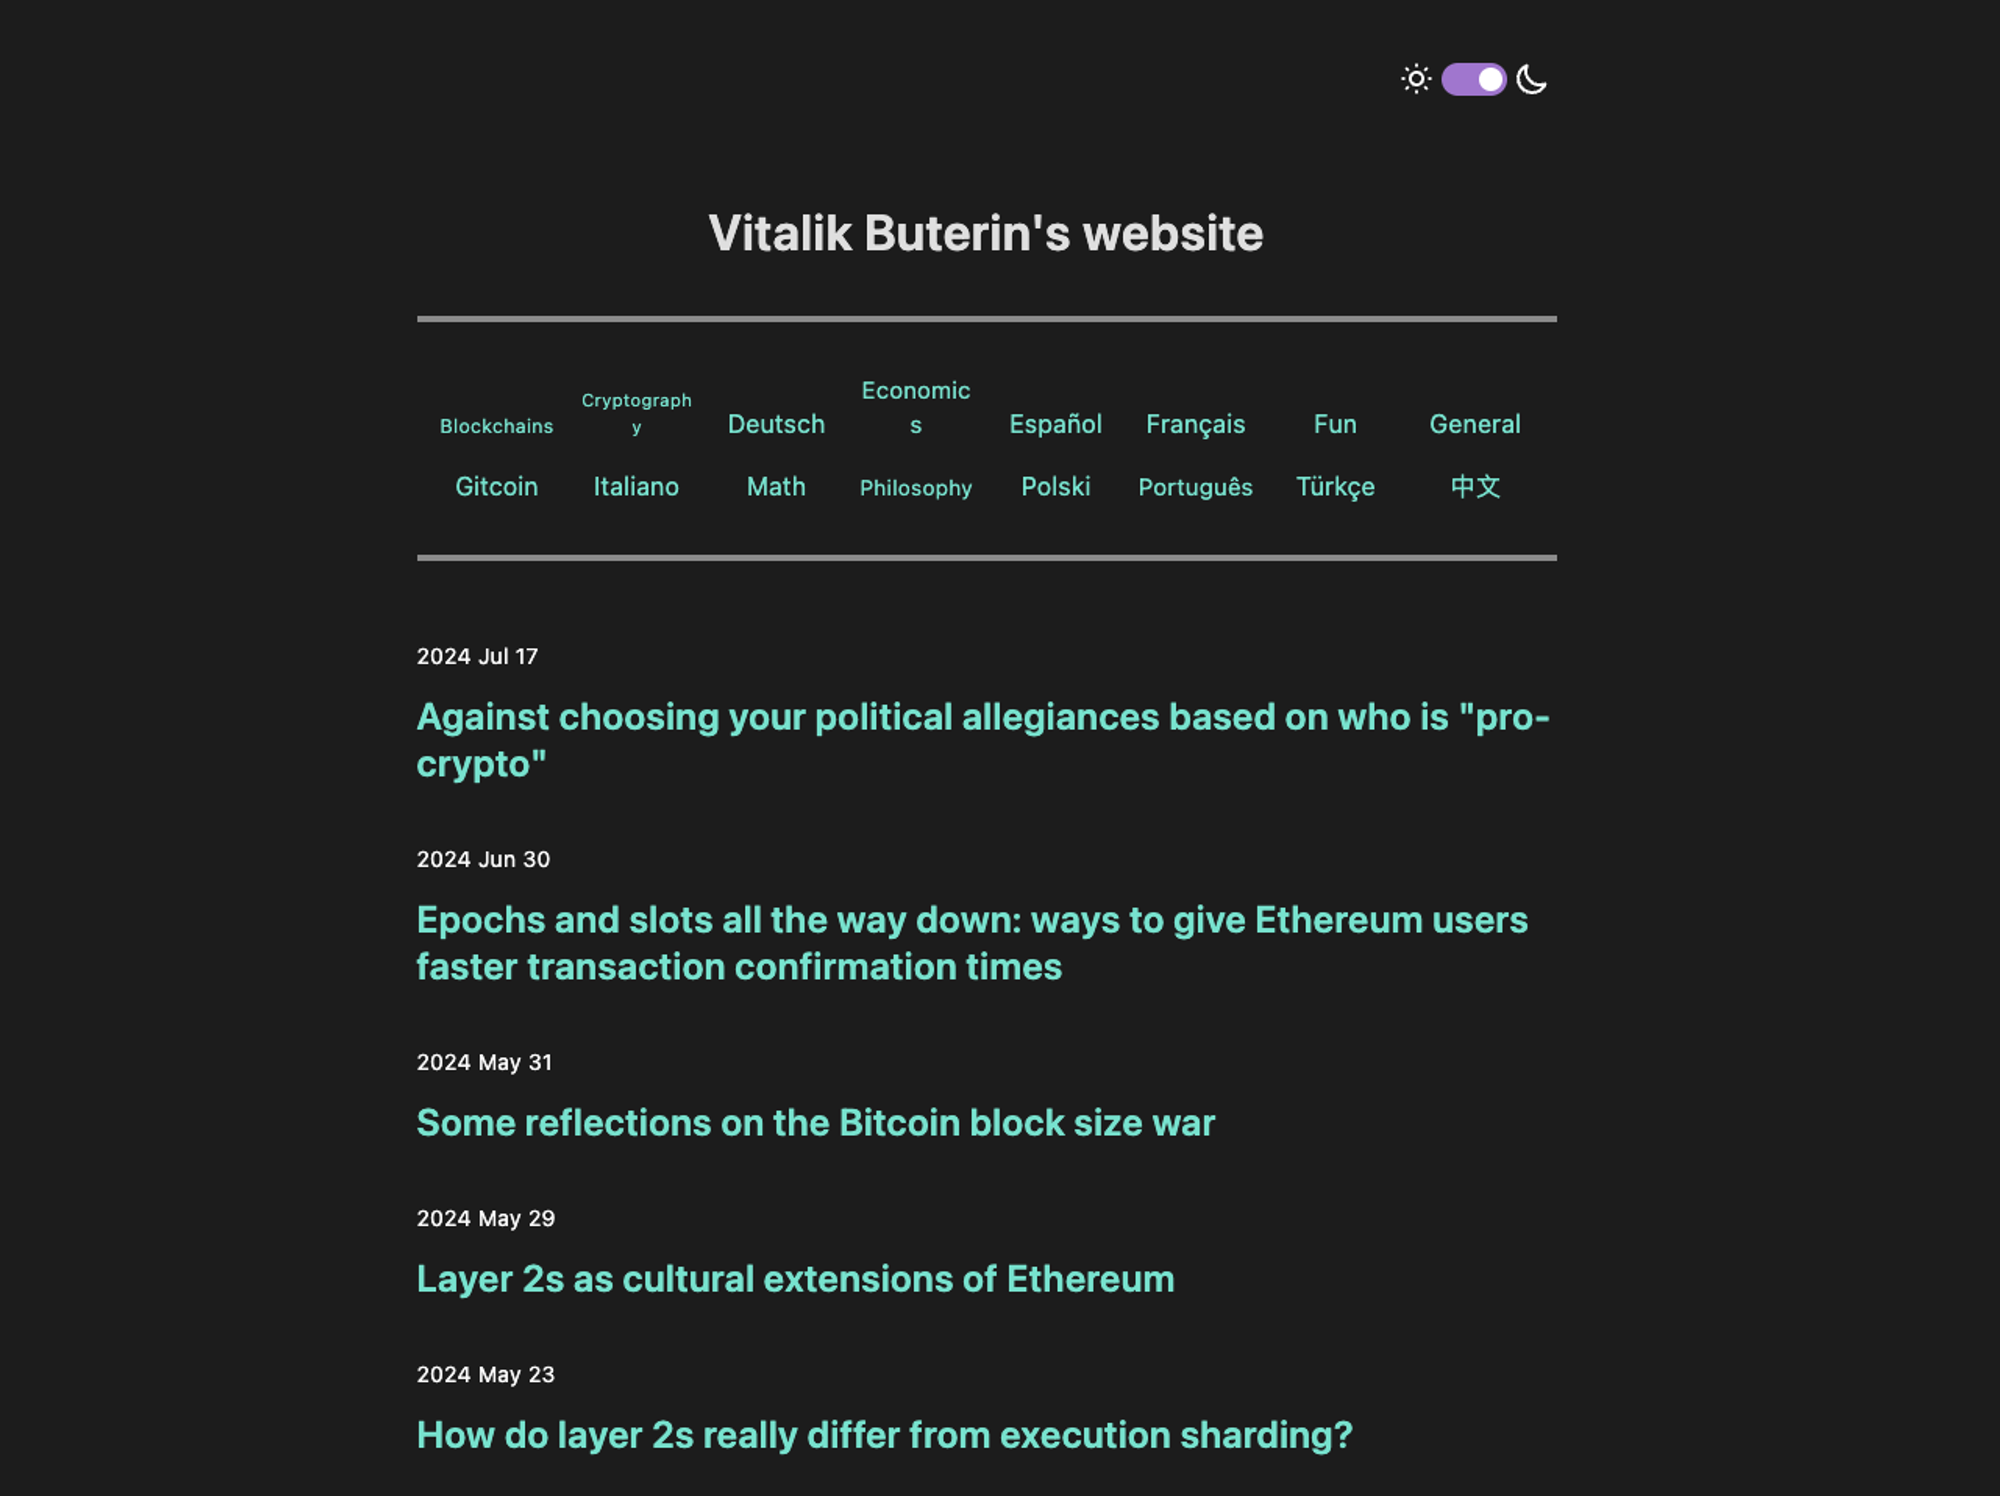 Vitalik Buterin's website
Blockchains
Cryptograph
y
Deutsch
Economic
s
Español
Français
Fun
General
Gitcoin
Italiano
Math
Philosophy
Polski
Português
Türkçe
中文
2024 Jul 17
Against choosing your political allegiances based on who is "pro-
crypto"
2024 Jun 30
Epochs and slots all the way down: ways to give Ethereum users
faster transaction confirmation times
2024 May 31
Some reflections on the Bitcoin block size war
2024 May 29
Layer 2s as cultural extensions of Ethereum
2024 May 23
How do layer 2s really differ from execution sharding?